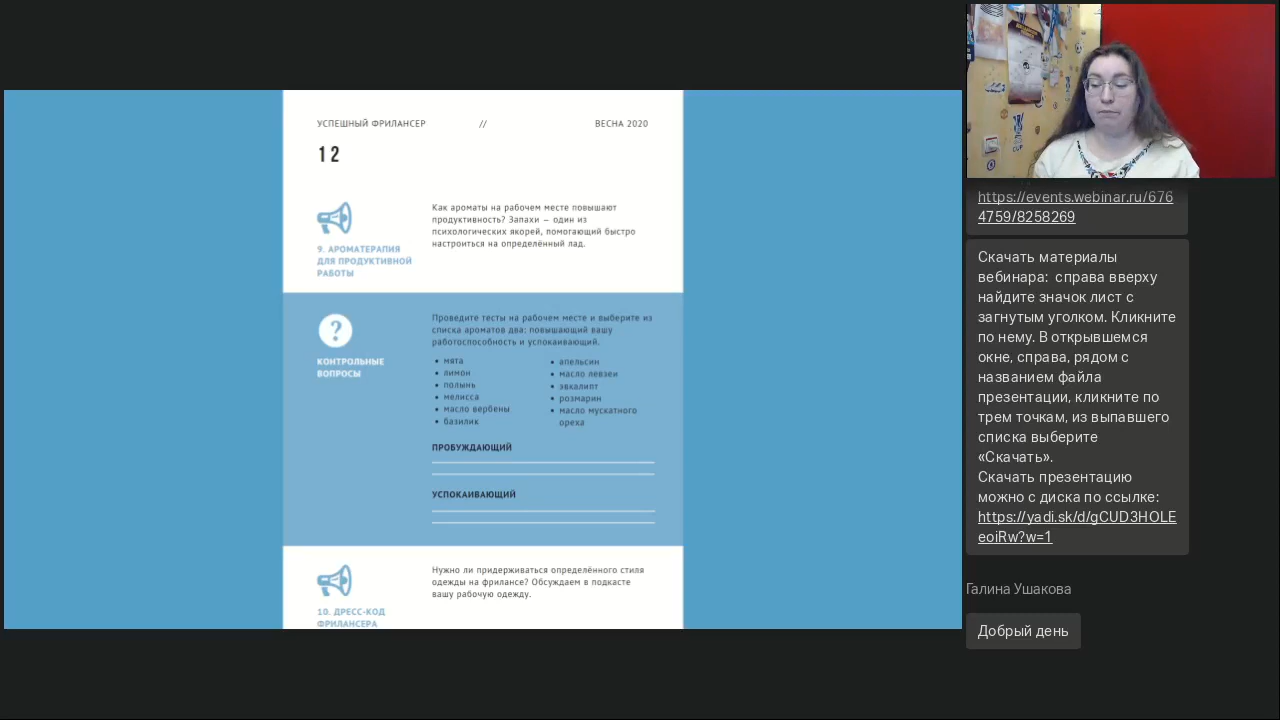 УСПЕШНЫЙ ФРИЛАНСЕР // ВЕСНА 2020
12
9. АРОМАТЕРАПИЯ
ДЛЯ ПРОДУКТИВНОЙ
РАБОТЫ
Как ароматы на рабочем месте повышают
продуктивность? Запахи – один из
психологических якорей, помогающий быстро
настроиться на определённый лад.
?
КОНТРОЛЬНЫЕ
ВОПРОСЫ
Проведите тесты на рабочем месте и выберите из
списка ароматов два: повышающий вашу
работоспособность и успокаивающий.
• мята
• лимон
• полынь
• мелисса
• масло вербены
• базилик
• апельсин
• масло левзеи
• эвкалипт
• розмарин
• масло мускатного
ореха
ПРОБУЖДАЮЩИЙ
УСПОКАИВАЮЩИЙ
10. ДРЕСС-КОД
ФРИЛАНСЕРА
Нужно ли придерживаться определённого стиля
одежды на фрилансе? Обсуждаем в подкасте
вашу рабочую одежду.
CUP
https://events.webinar.ru/676
4759/8258269
Скачать материалы
вебинара: справа вверху
найдите значок лист с
загнутым уголком. Кликните
по нему. В открывшемся
окне, справа, рядом с
названием файла
презентации, кликните по
трем точкам, из выпавшего
списка выберите
«Скачать».
Скачать презентацию
можно с диска по ссылке:
https://yadi.sk/d/gCUD3HOLE
eoiRw?w=1
Галина Ушакова
Добрый день